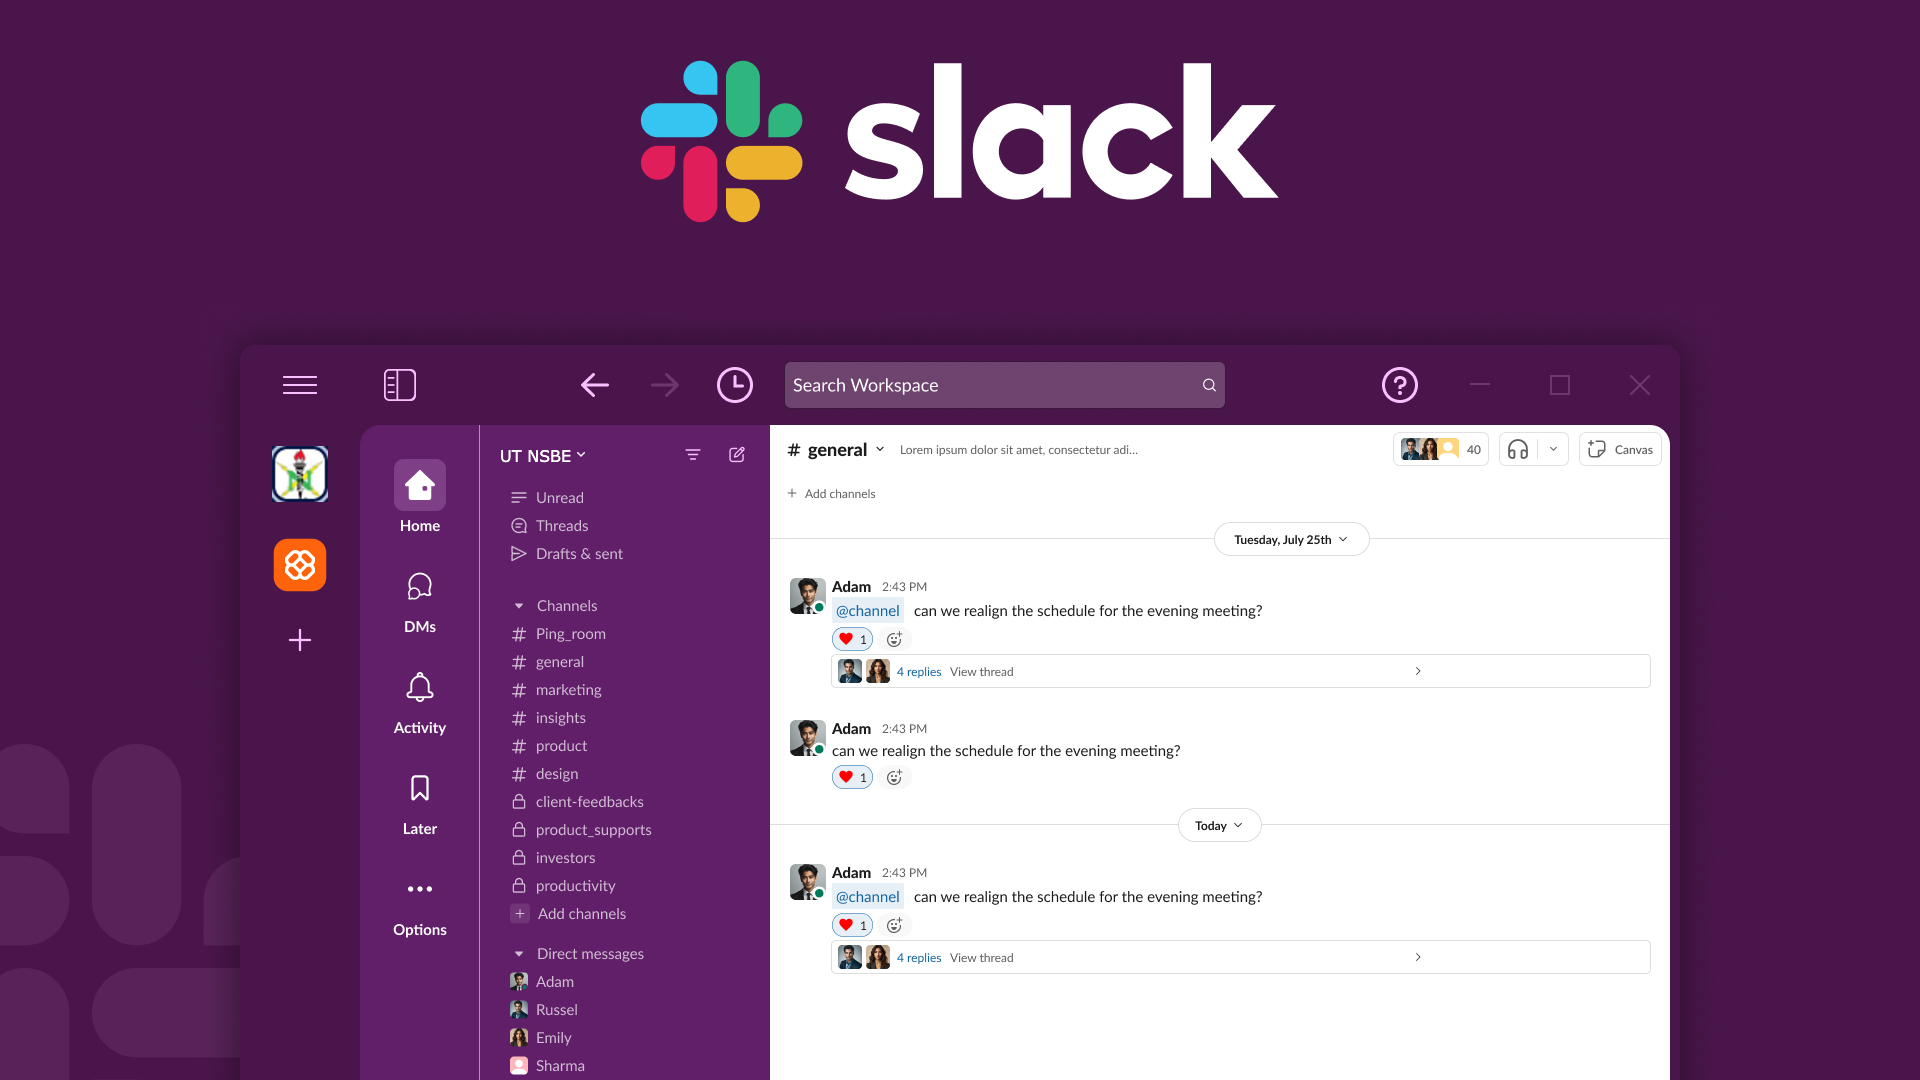 slack
Search Workspace
Home
DMs
Activity
Later
Options
UT NSBE
Unread
Threads
Drafts & sent
Channels
# Ping_room
# general
# marketing
# insights
# product
# design
client-feedbacks
product_supports
investors
productivity
+ Add channels
Direct messages
Adam
Russel
Emily
Sharma
# general Lorem ipsum dolor sit amet, consectetur adi...
40
Canvas
+ Add channels
Tuesday, July 25th
Adam 2:43 PM
@channel can we realign the schedule for the evening meeting?
1
4 replies View thread
Adam 2:43 PM
can we realign the schedule for the evening meeting?
1
Today
Adam 2:43 PM
@channel can we realign the schedule for the evening meeting?
1
4 replies View thread